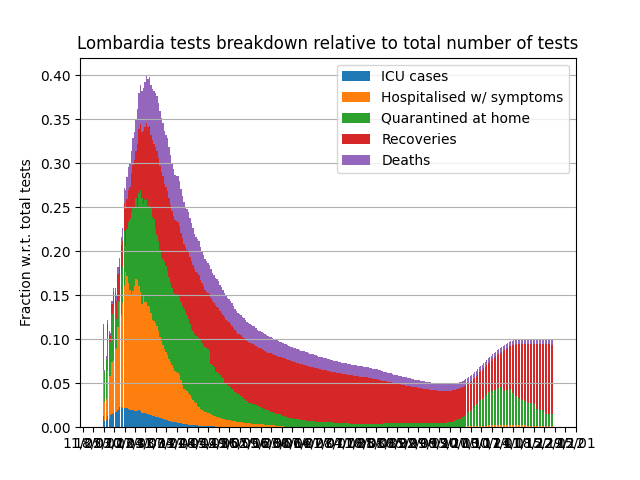 Lombardia tests breakdown relative to total number of tests
ICU cases
Hospitalised w/ symptoms
Quarantined at home
Recoveries
Deaths
Fraction w.r.t. total tests
0.40
0.35
0.30
0.25
0.20
0.15
0.10
0.05
0.00